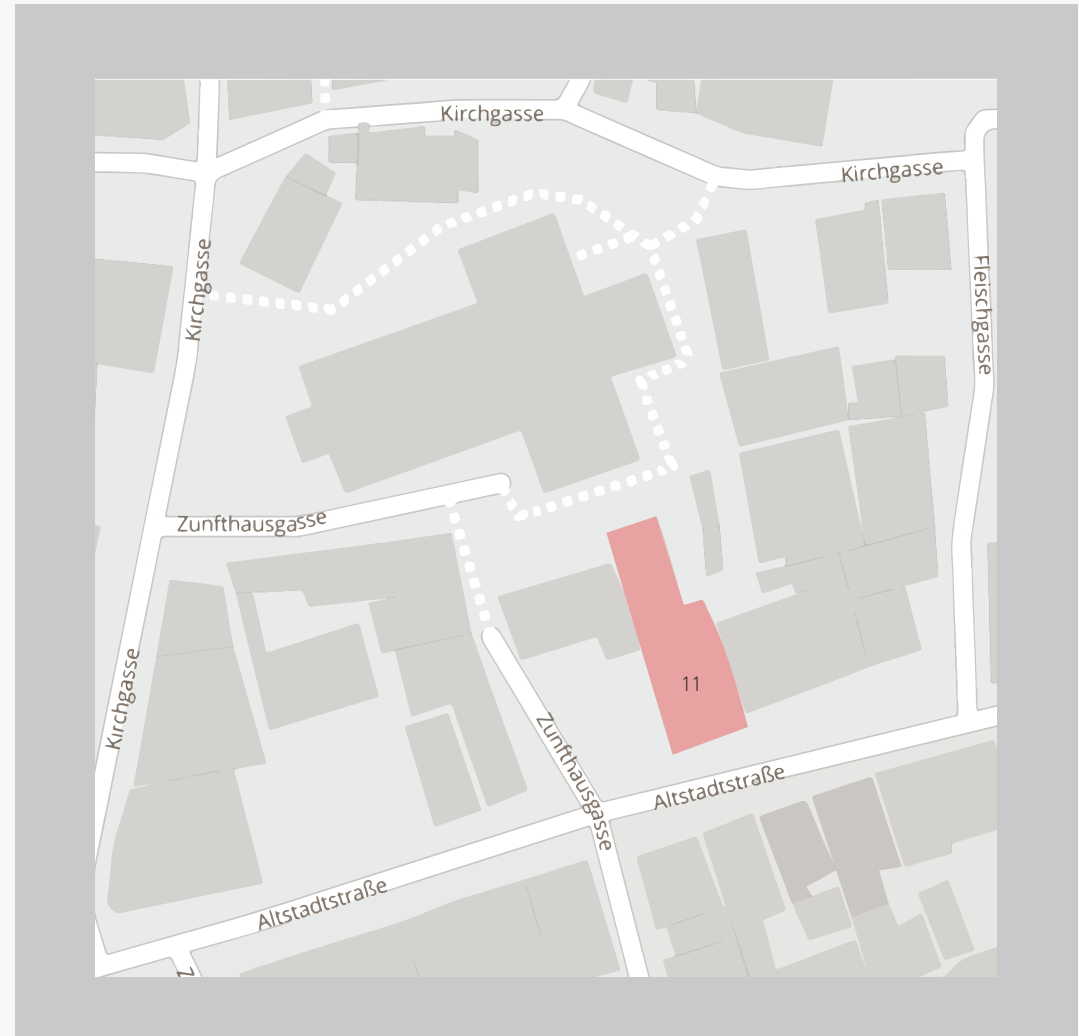 Kirchgasse
Kirchgasse
Kirchgasse
Fleischgasse
Zunfthausgasse
Kirchgasse
11
Zunfthausgasse
Altstadtstraße
Altstadtstraße
Z